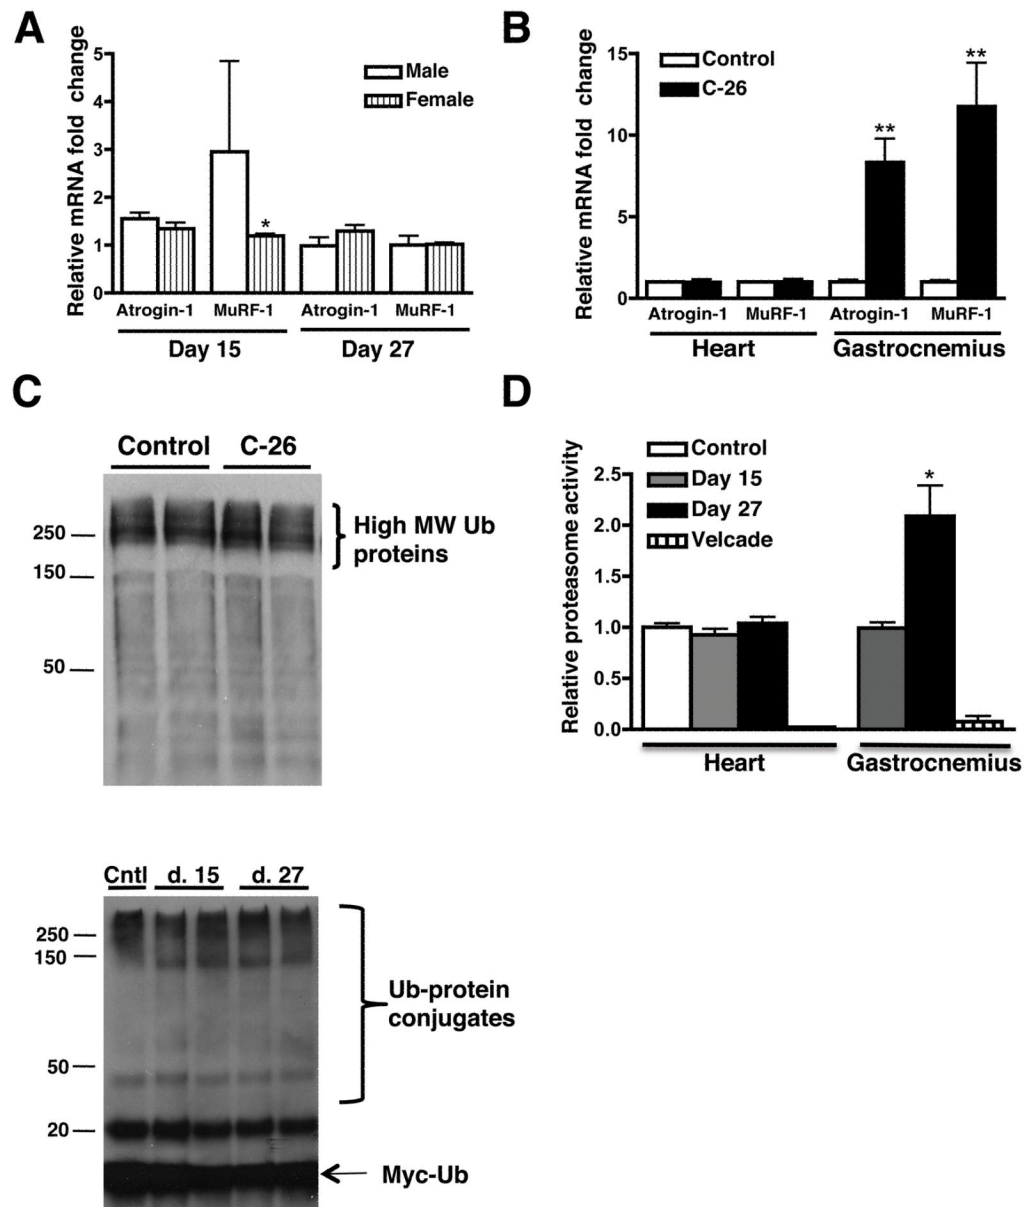 A
Relative mRNA fold change
5
4
3
2
1
0
Male
Female
*
Atrogin-1 MuRF-1 Atrogin-1 MuRF-1
Day 15 Day 27
B
Relative mRNA fold change
15
10
5
0
Control
C-26
**
**
Atrogin-1 MuRF-1 Atrogin-1 MuRF-1
Heart Gastrocnemius
C
Control C-26
250
150
50
High MW Ub
proteins
Cntl d. 15 d. 27
250
150
50
20
Ub-protein
conjugates
Myc-Ub
D
Relative proteasome activity
2.5
2.0
1.5
1.0
0.5
0.0
Control
Day 15
Day 27
Velcade
*
Heart Gastrocnemius